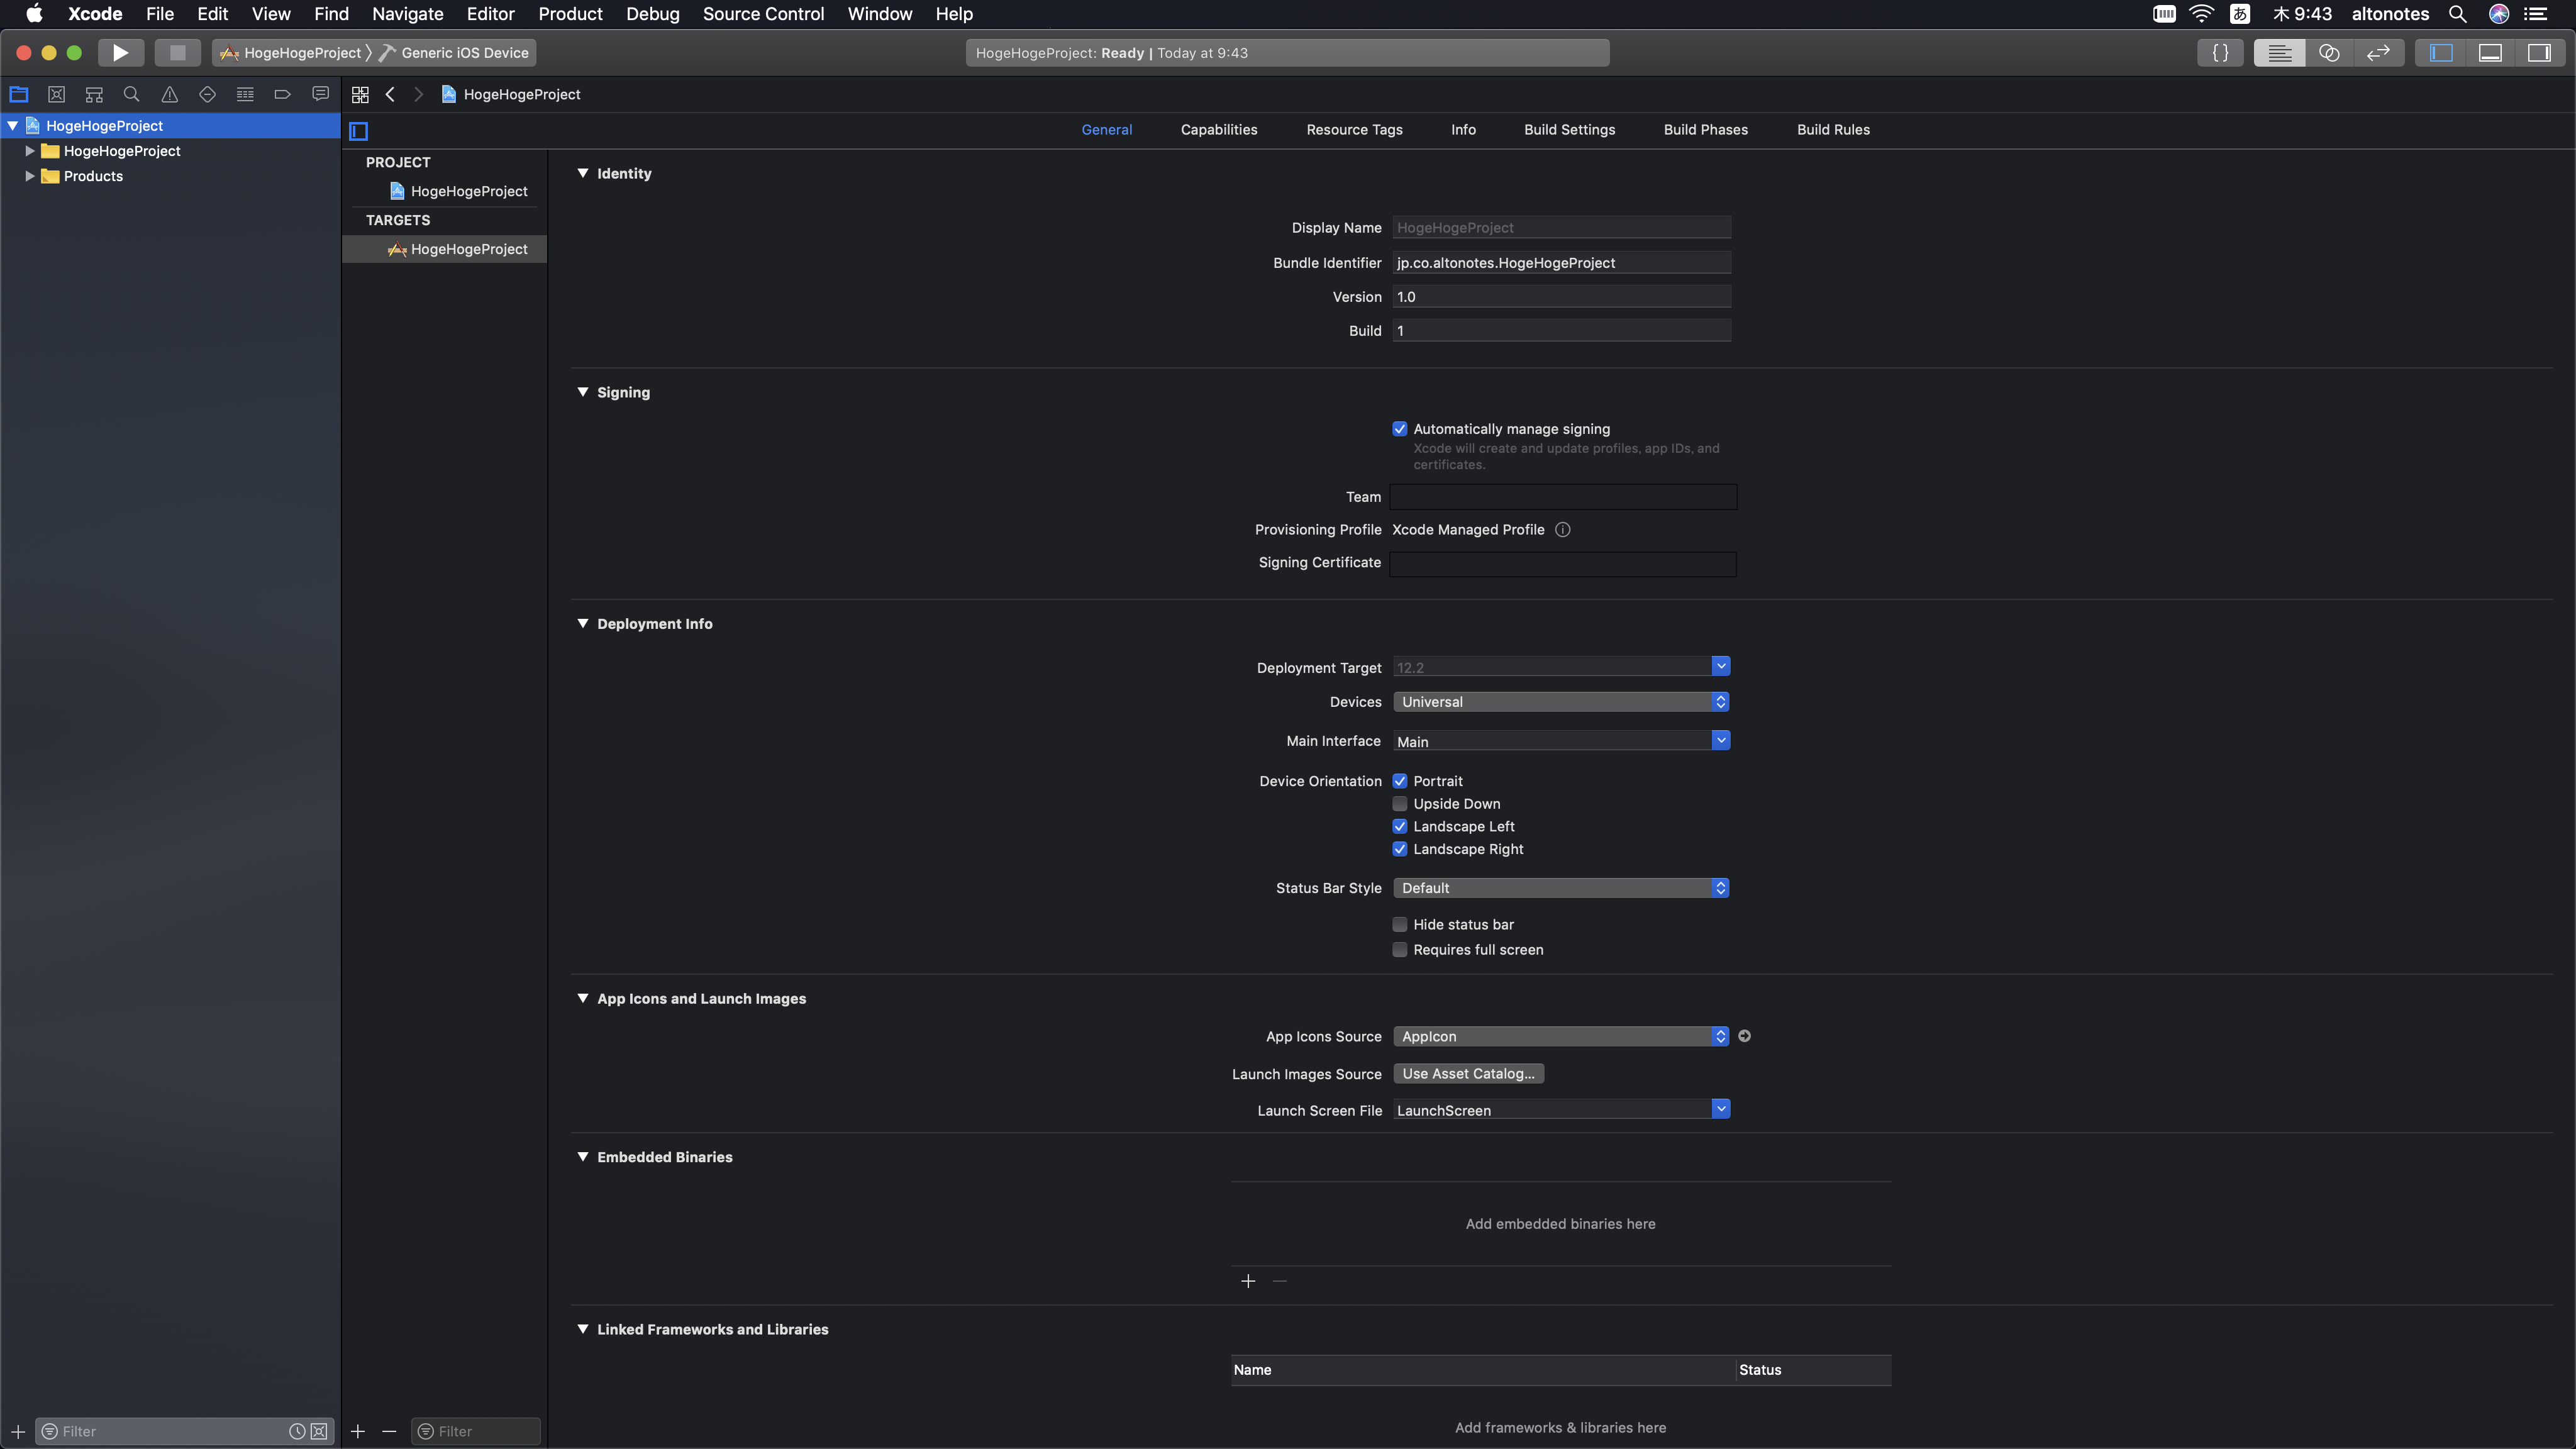 Xcode File Edit View Find Navigate Editor Product Debug Source Control Window Help あ 木 9:43 altonotes
HogeHogeProject Generic iOS Device HogeHogeProject: Ready | Today at 9:43 { }
HogeHogeProject
HogeHogeProject
HogeHogeProject
Products
General Capabilities Resource Tags Info Build Settings Build Phases Build Rules
PROJECT
HogeHogeProject
TARGETS
HogeHogeProject
Identity
Display Name HogeHogeProject
Bundle Identifier jp.co.altonotes.HogeHogeProject
Version 1.0
Build 1
Signing
Automatically manage signing
Xcode will create and update profiles, app IDs, and
certificates.
Team
Provisioning Profile Xcode Managed Profile
Signing Certificate
Deployment Info
Deployment Target 12.2
Devices Universal
Main Interface Main
Device Orientation Portrait
Upside Down
Landscape Left
Landscape Right
Status Bar Style Default
Hide status bar
Requires full screen
App Icons and Launch Images
App Icons Source AppIcon
Launch Images Source Use Asset Catalog...
Launch Screen File LaunchScreen
Embedded Binaries
Add embedded binaries here
Linked Frameworks and Libraries
Name Status
Add frameworks & libraries here
Filter
Filter